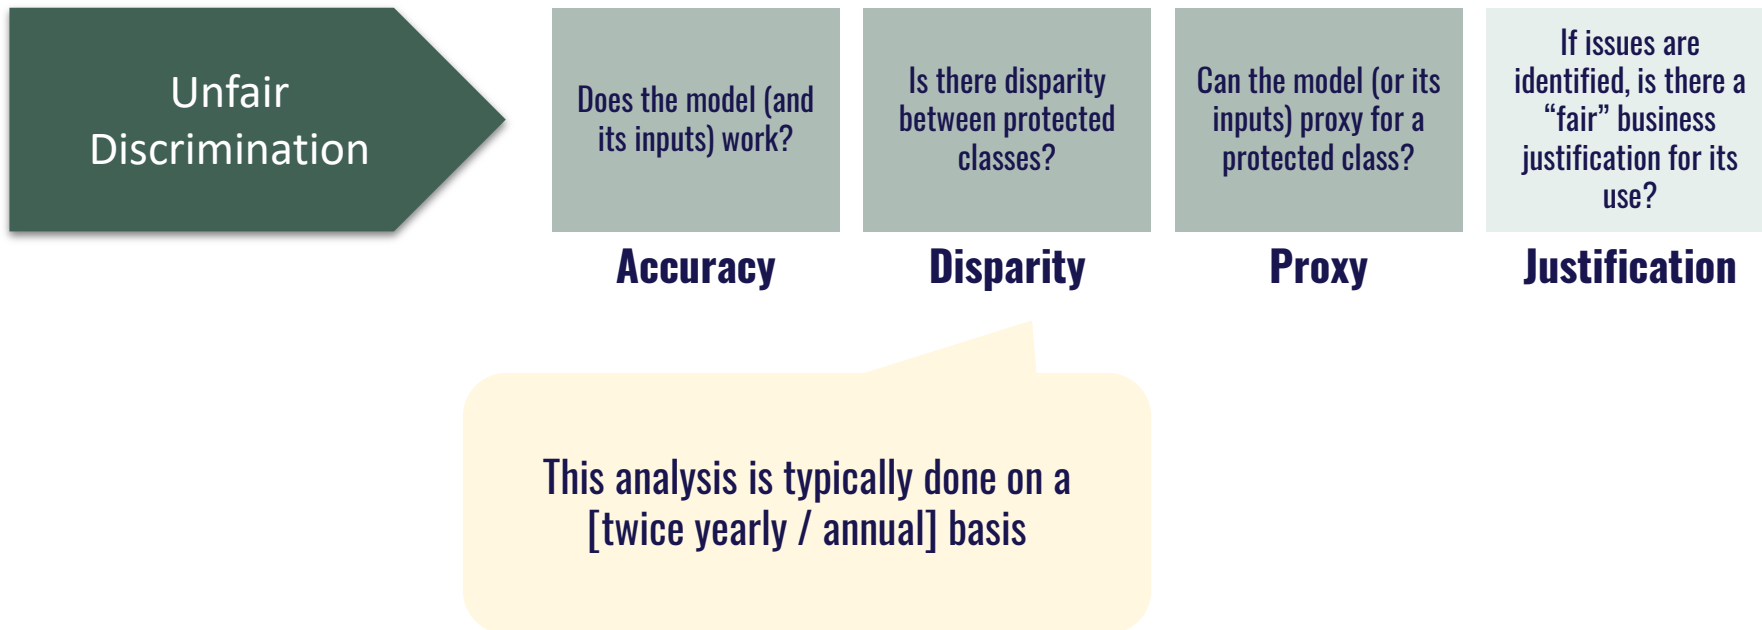 Unfair
Discrimination
Does the model (and
its inputs) work?
Accuracy
Is there disparity
between protected
classes?
Disparity
Can the model (or its
inputs) proxy for a
protected class?
Proxy
If issues are
identified, is there a
“fair” business
justification for its
use?
Justification
This analysis is typically done on a
[twice yearly / annual] basis